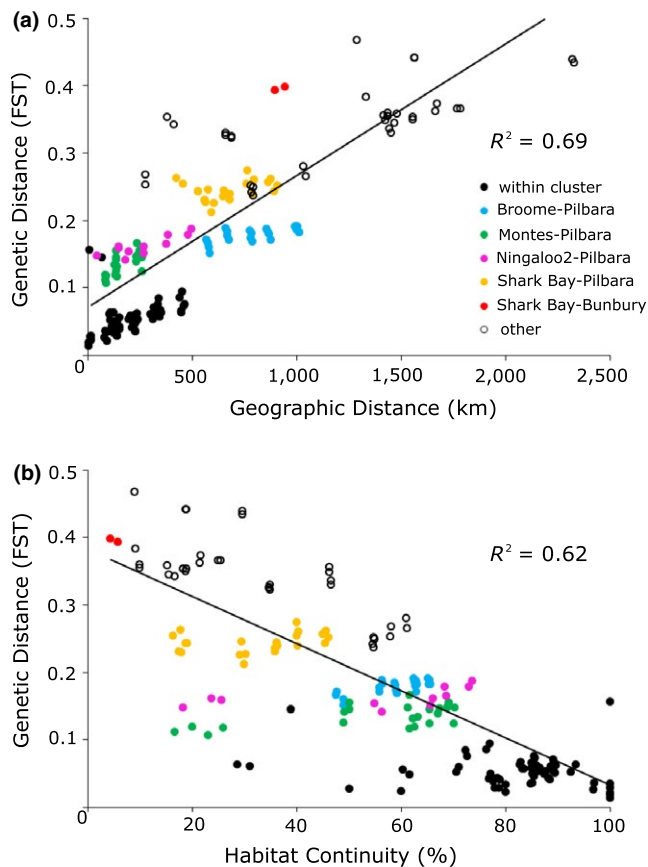 (a)
0.5
0.4
0.3
0.2
0.1
0 500 1,000 1,500 2,000 2,500
Genetic Distance (FST)
Geographic Distance (km)
R² = 0.69
within cluster
Broome-Pilbara
Montes-Pilbara
Ningaloo2-Pilbara
Shark Bay-Pilbara
Shark Bay-Bunbury
other
(b)
0.5
0.4
0.3
0.2
0.1
0 20 40 60 80 100
Genetic Distance (FST)
Habitat Continuity (%)
R² = 0.62